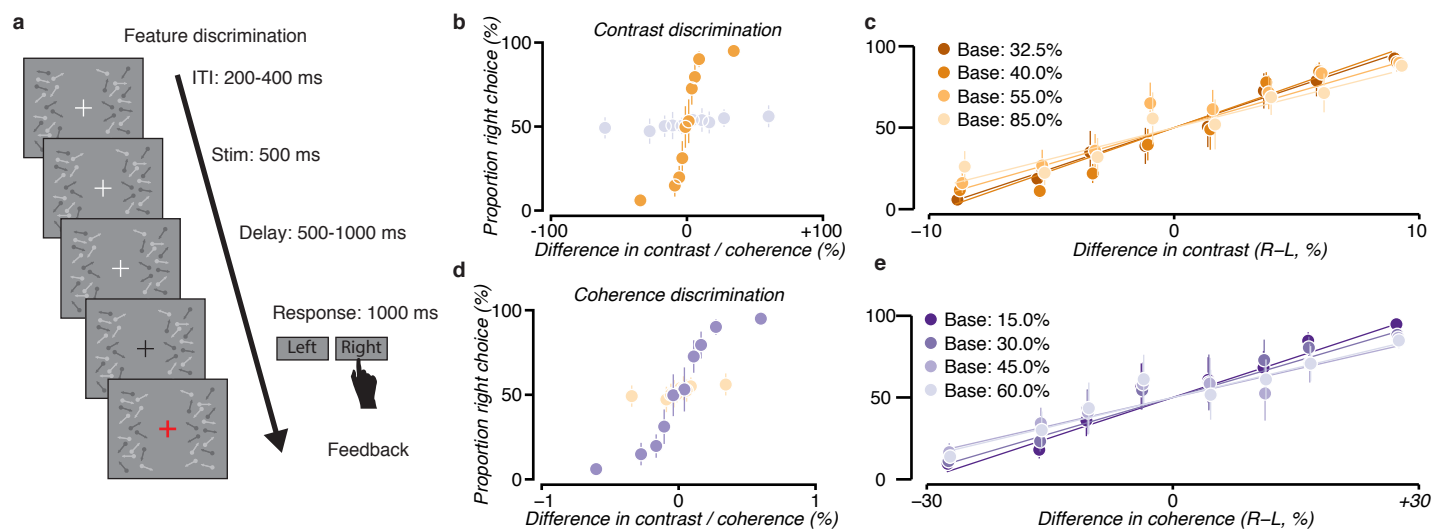 a
Feature discrimination
ITI: 200-400 ms
Stim: 500 ms
Delay: 500-1000 ms
Response: 1000 ms
Left
Right
Feedback
b
Contrast discrimination
Proportion right choice (%)
100
50
0
-100
0
+100
Difference in contrast / coherence (%)
c
100
50
0
Base: 32.5%
Base: 40.0%
Base: 55.0%
Base: 85.0%
−10
0
10
Difference in contrast (R−L, %)
d
Coherence discrimination
Proportion right choice (%)
100
50
0
−1
0
1
Difference in contrast / coherence (%)
e
100
50
0
Base: 15.0%
Base: 30.0%
Base: 45.0%
Base: 60.0%
−30
0
+30
Difference in coherence (R−L, %)